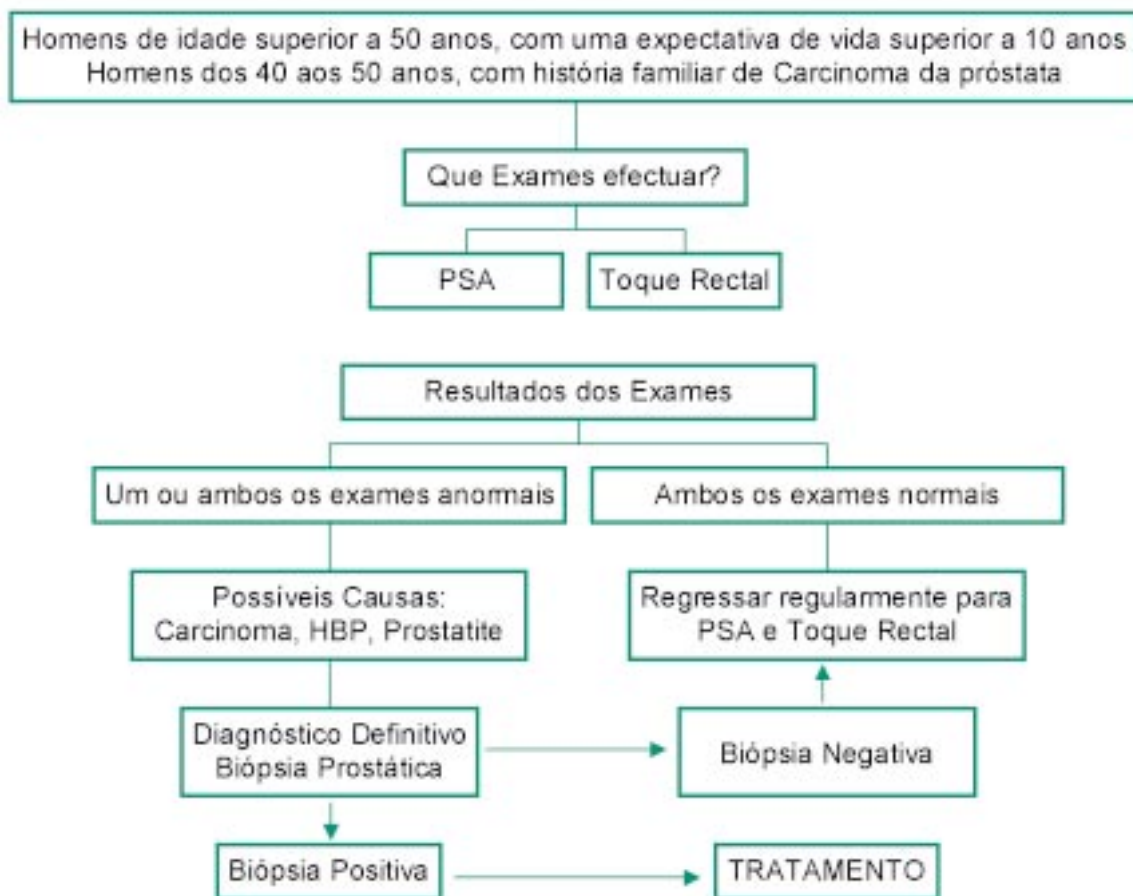 Homens de idade superior a 50 anos, com uma expectativa de vida superior a 10 anos
Homens dos 40 aos 50 anos, com história familiar de Carcinoma da próstata
Que Exames efectuar?
PSA
Toque Rectal
Resultados dos Exames
Um ou ambos os exames anormais
Ambos os exames normais
Possíveis Causas:
Carcinoma, HBP, Prostatite
Regressar regularmente para
PSA e Toque Rectal
Diagnóstico Definitivo
Biópsia Prostática
Biópsia Negativa
Biópsia Positiva
TRATAMENTO